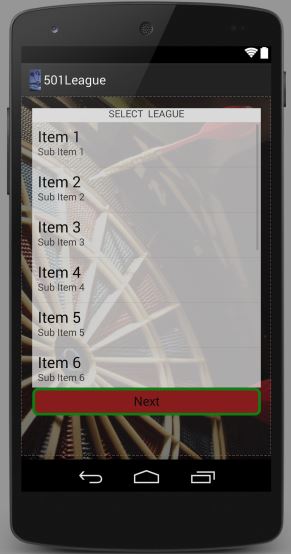 501League
SELECT LEAGUE
Item 1
Sub Item 1
Item 2
Sub Item 2
Item 3
Sub Item 3
Item 4
Sub Item 4
Item 5
Sub Item 5
Item 6
Sub Item 6
Next